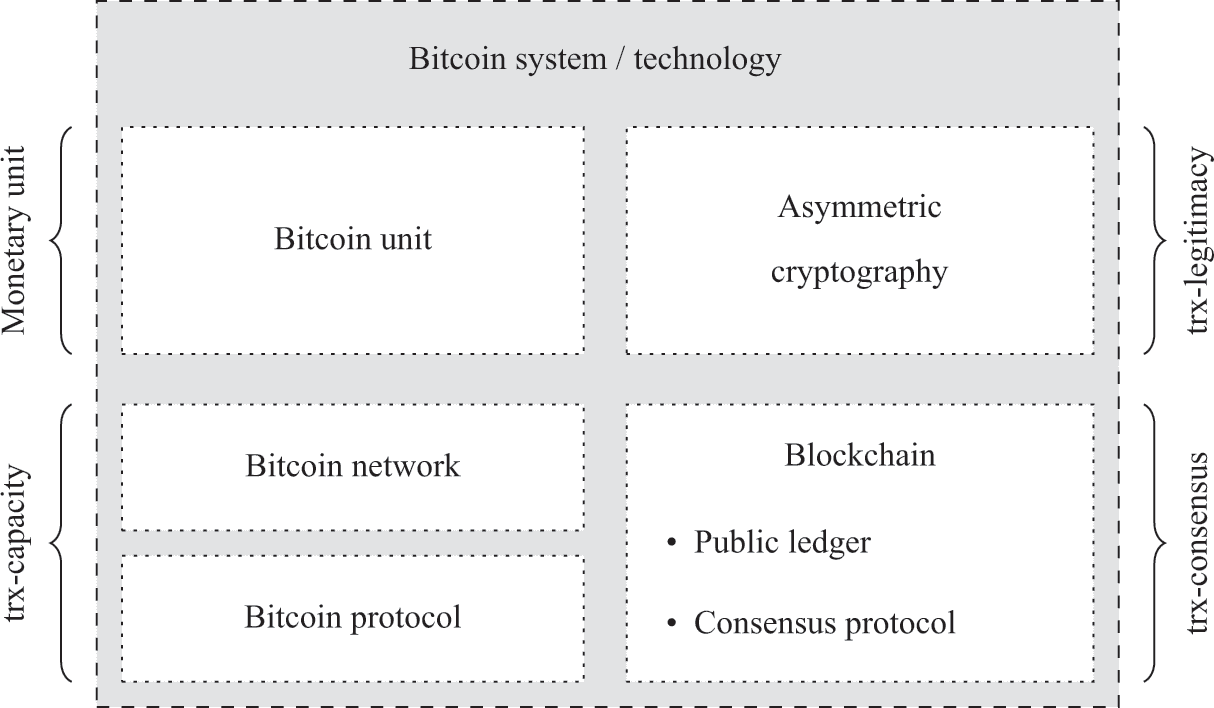 Bitcoin system / technology
Monetary unit
Bitcoin unit
Asymmetric
cryptography
trx-legitimacy
trx-capacity
Bitcoin network
Bitcoin protocol
Blockchain
• Public ledger
• Consensus protocol
trx-consensus